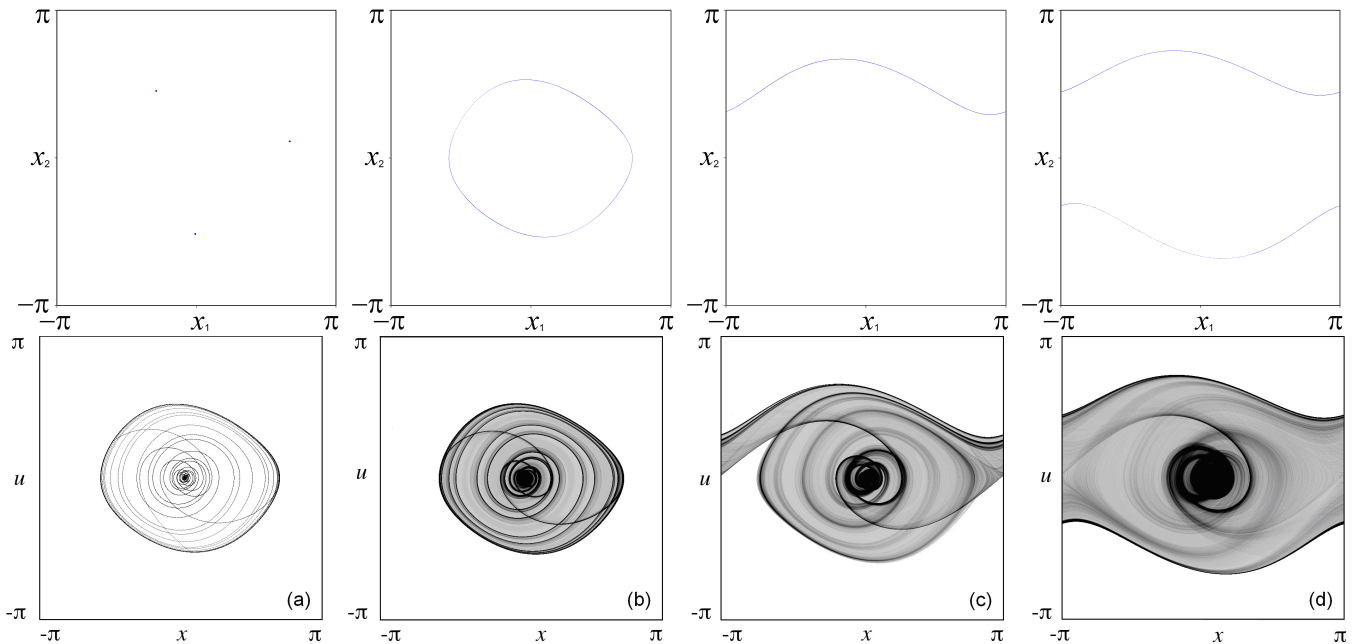 π π π π
x₂ x₂ x₂ x₂
−π −π −π −π
−π x₁ π −π x₁ π −π x₁ π −π x₁ π
π π π π
u u u u
(a) (b) (c) (d)
-π -π -π -π
-π x π -π x π -π x π -π x π